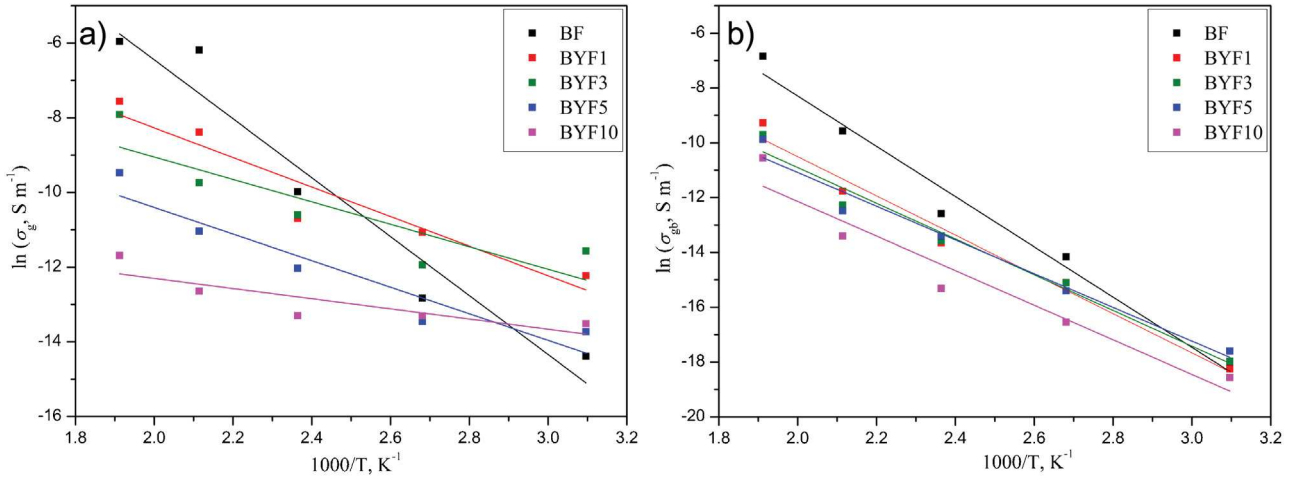 a)
BF
BYF1
BYF3
BYF5
BYF10
ln (σg, S m-1)
-6
-8
-10
-12
-14
-16
1.8
2.0
2.2
2.4
2.6
2.8
3.0
3.2
1000/T, K-1
b)
BF
BYF1
BYF3
BYF5
BYF10
ln (σgb, S m-1)
-6
-8
-10
-12
-14
-16
-18
-20
1.8
2.0
2.2
2.4
2.6
2.8
3.0
3.2
1000/T, K-1